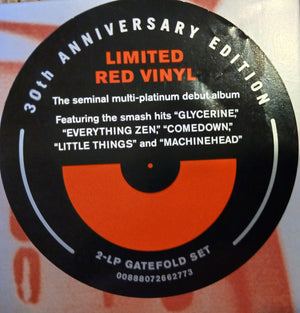 30th ANNIVERSARY EDITION
LIMITED
RED VINYL
The seminal multi-platinum debut album
Featuring the smash hits “GLYCERINE,”
“EVERYTHING ZEN,” “COMEDOWN,”
“LITTLE THINGS” and “MACHINEHEAD”
2-LP GATEFOLD SET
00888072662773